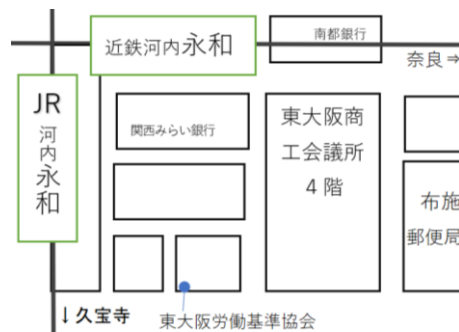 近鉄河内永和
南都銀行
奈良⇒
JR
河内永和
関西みらい銀行
東大阪商
工会議所
4階
布施
郵便局
↓久宝寺
東大阪労働基準協会